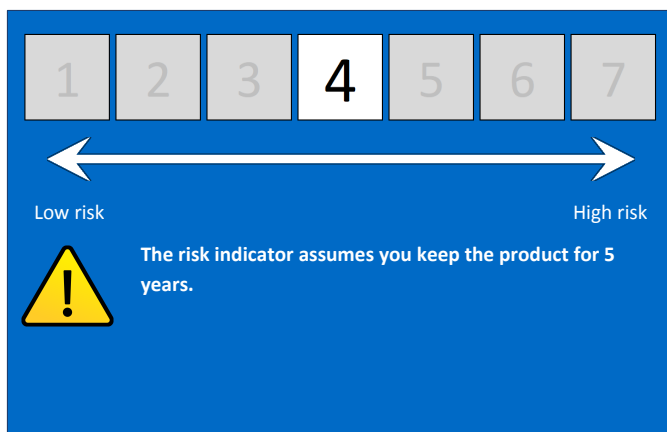 1 2 3 4 5 6 7
Low risk High risk
The risk indicator assumes you keep the product for 5
years.